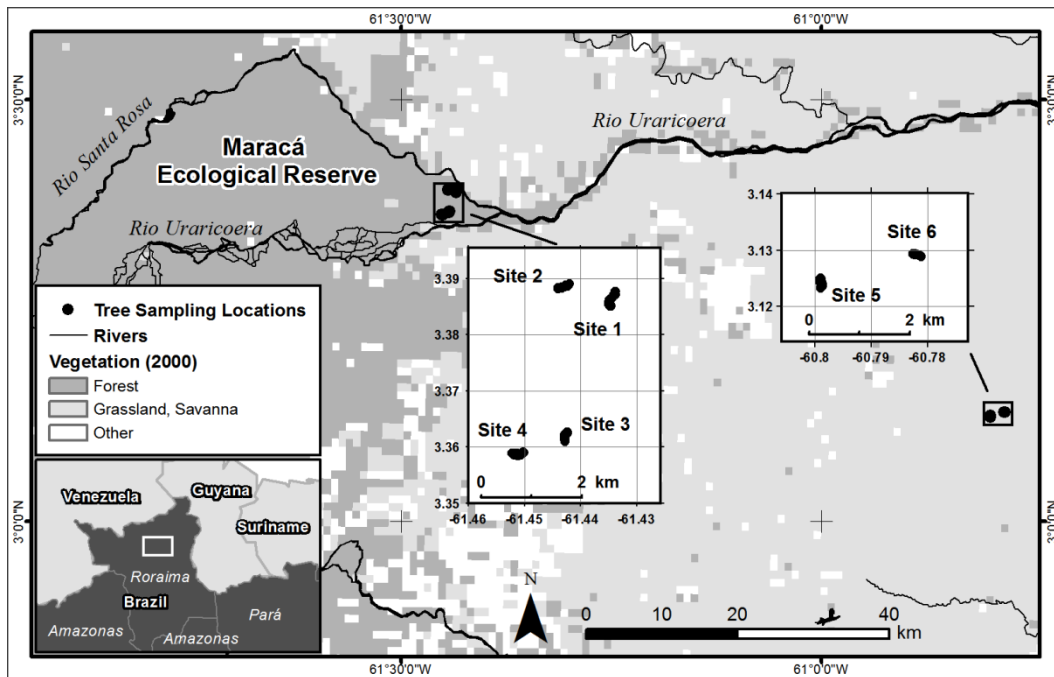 61°30'0"W
61°0'0"W
3°30'0"N
3°30'0"N
Rio Santa Rosa
Maracá
Ecological Reserve
Rio Uraricoera
Rio Uraricoera
3.39
3.38
3.37
3.36
3.35
-61.46
-61.45
-61.44
-61.43
Site 2
Site 1
Site 4
Site 3
0
2
km
3.14
3.13
3.12
-60.8
-60.79
-60.78
Site 6
Site 5
0
2
km
Tree Sampling Locations
Rivers
Vegetation (2000)
Forest
Grassland, Savanna
Other
3°0'0"N
3°0'0"N
Venezuela
Guyana
Suriname
Roraima
Brazil
Pará
Amazonas
Amazonas
N
0
10
20
40
km
61°30'0"W
61°0'0"W